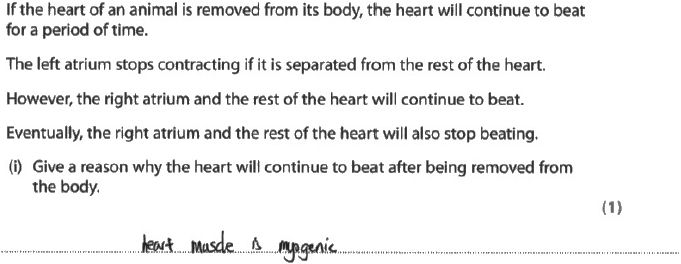 If the heart of an animal is removed from its body, the heart will continue to beat
for a period of time.
The left atrium stops contracting if it is separated from the rest of the heart.
However, the right atrium and the rest of the heart will continue to beat.
Eventually, the right atrium and the rest of the heart will also stop beating.
(i) Give a reason why the heart will continue to beat after being removed from
the body.
(1)
heart muscle is myogenic